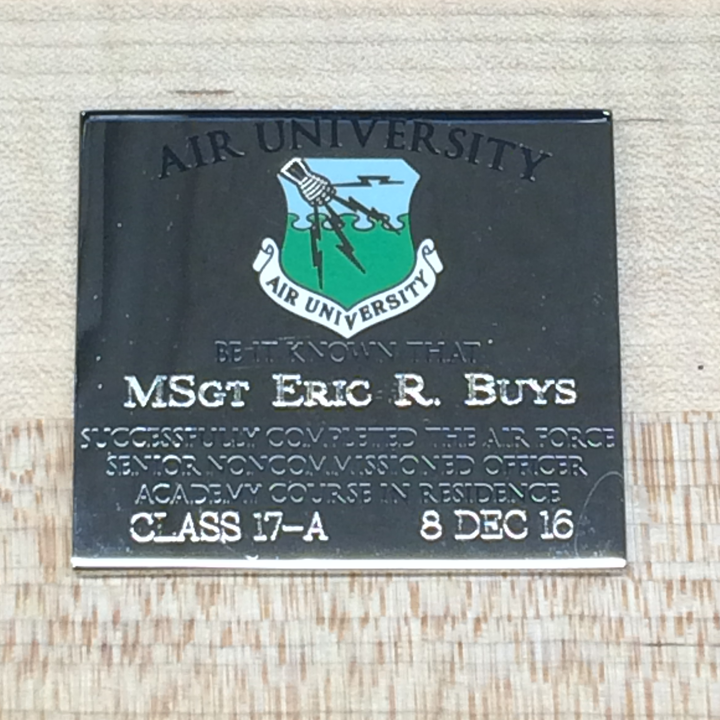 AIR UNIVERSITY
AIR UNIVERSITY
BE IT KNOWN THAT
MSGT ERIC R. BUYS
SUCCESSFULLY COMPLETED THE AIR FORCE
SENIOR NONCOMMISSIONED OFFICER
ACADEMY COURSE IN RESIDENCE
CLASS 17-A 8 DEC 16